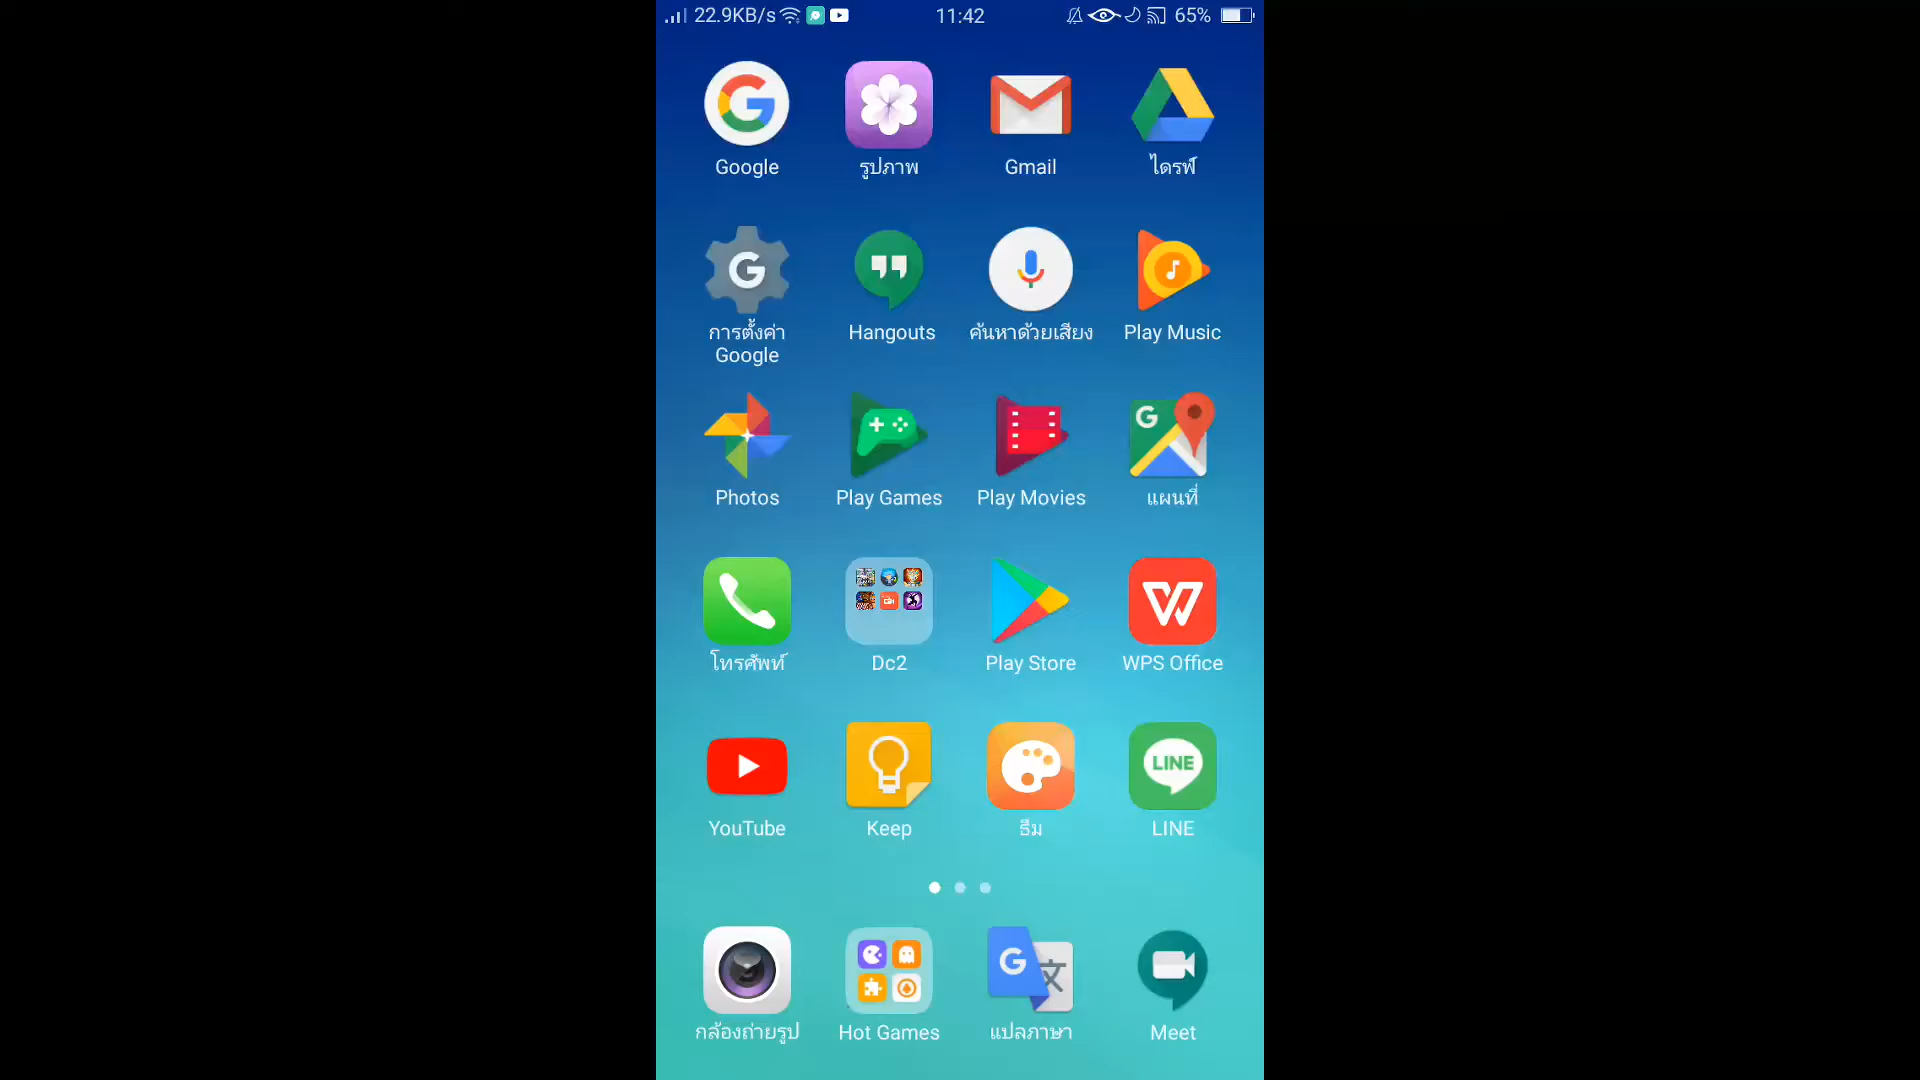 22.9KB/s 11:42 65%
Google รูปภาพ Gmail ไดรฟ์
การตั้งค่า Google Hangouts ค้นหาด้วยเสียง Play Music
Photos Play Games Play Movies แผนที่
โทรศัพท์ Dc2 Play Store WPS Office
LINE
YouTube Keep ธีม LINE
กล้องถ่ายรูป Hot Games แปลภาษา Meet